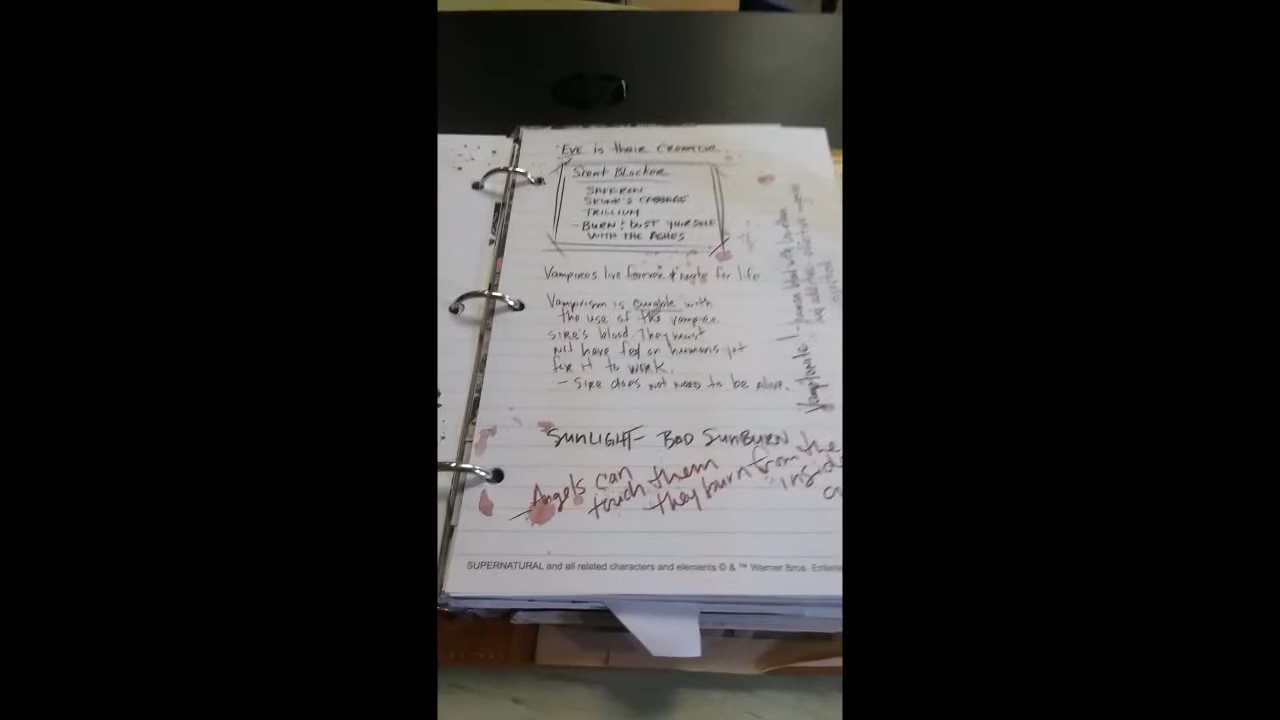 EVE is their CREATOR
Scent Blocker
SAFFRON
SKUNK'S CABBAGE
TRILLIUM
- BURN & DUST YOURSELF
WITH THE ASHES
Vampires live forever & mate for life
Vampirism is curable with
the use of the vampire
sire's blood. They must
not have fed on humans yet
for it to work.
- Sire does not need to be alive.
SUNLIGHT- BAD SUNBURN
- Angels can
touch them
they burn from the
inside
SUPERNATURAL and all related characters and elements © & ™ Warner Bros.
Vamptonite!